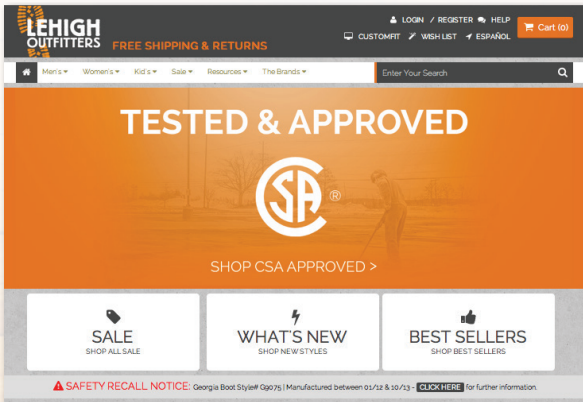 LEHIGH
OUTFITTERS
FREE SHIPPING & RETURNS
LOGIN / REGISTER HELP
CUSTOMFIT WISH LIST ESPAÑOL
Cart (0)
Men's Women's Kid's Sale Resources The Brands
Enter Your Search
TESTED & APPROVED
CSA ®
SHOP CSA APPROVED >
SALE
SHOP ALL SALE
WHAT'S NEW
SHOP NEW STYLES
BEST SELLERS
SHOP BEST SELLERS
SAFETY RECALL NOTICE: Georgia Boot Style# G9075 | Manufactured between 01/12 & 10/13 - CLICK HERE for further information.